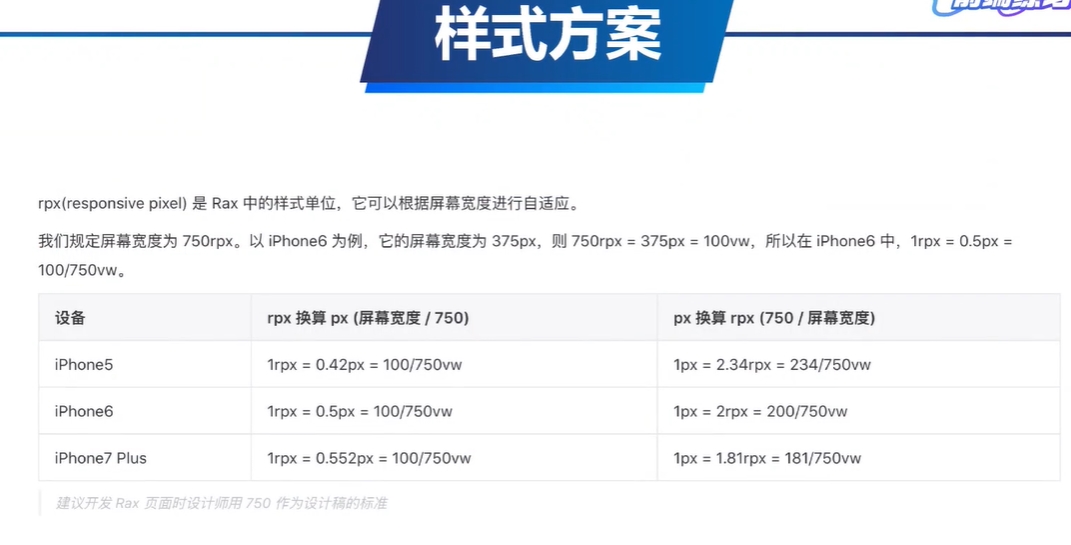 样式方案
rpx(responsive pixel) 是 Rax 中的样式单位，它可以根据屏幕宽度进行自适应。
我们规定屏幕宽度为 750rpx。以 iPhone6 为例，它的屏幕宽度为 375px，则 750rpx = 375px = 100vw，所以在 iPhone6 中，1rpx = 0.5px =
100/750vw。
设备 rpx 换算 px (屏幕宽度 / 750) px 换算 rpx (750 / 屏幕宽度)
iPhone5 1rpx = 0.42px = 100/750vw 1px = 2.34rpx = 234/750vw
iPhone6 1rpx = 0.5px = 100/750vw 1px = 2rpx = 200/750vw
iPhone7 Plus 1rpx = 0.552px = 100/750vw 1px = 1.81rpx = 181/750vw
建议开发 Rax 页面时设计师用 750 作为设计稿的标准